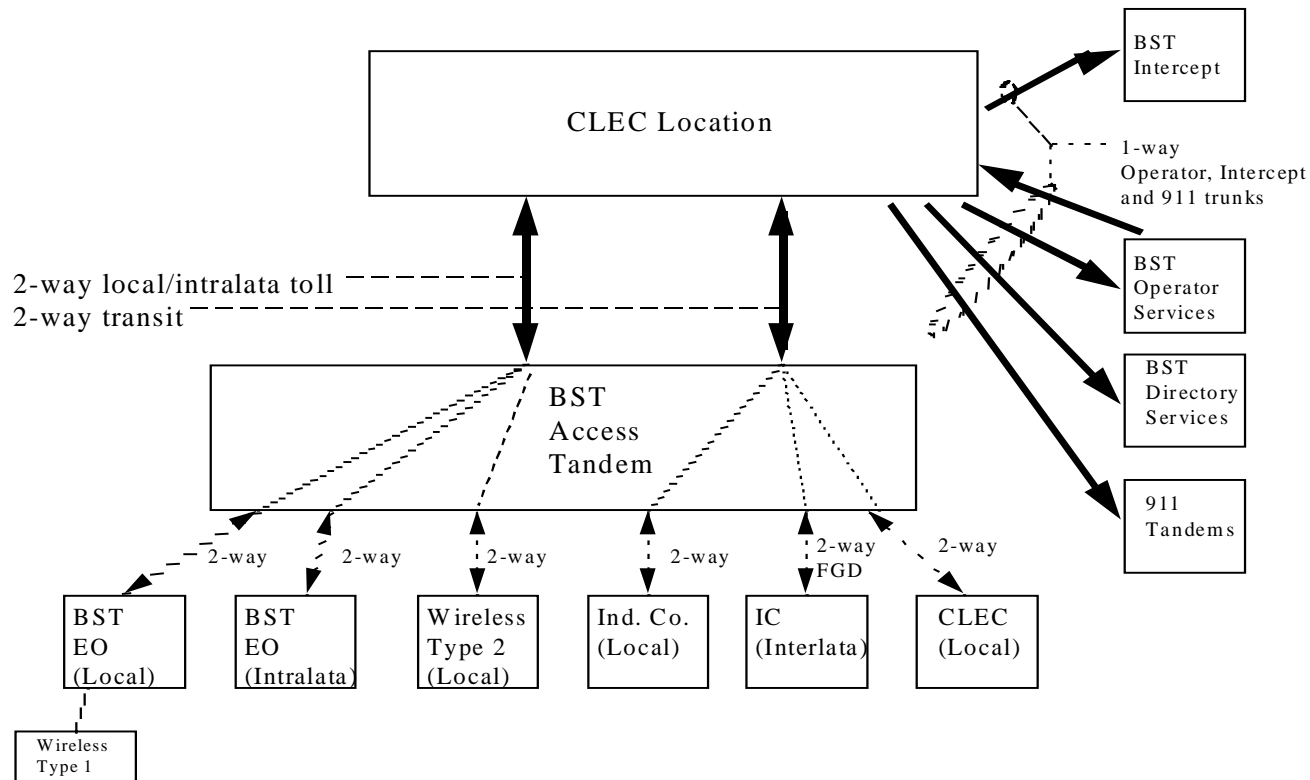 BST
Intercept
CLEC Location
1-way
Operator, Intercept
and 911 trunks
2-way local/intralata toll
2-way transit
BST
Operator
Services
BST
Access
Tandem
BST
Directory
Services
911
Tandems
2-way
2-way
2-way
2-way
2-way
FGD
2-way
BST
EO
(Local)
BST
EO
(Intralata)
Wireless
Type 2
(Local)
Ind. Co.
(Local)
IC
(Interlata)
CLEC
(Local)
Wireless
Type 1